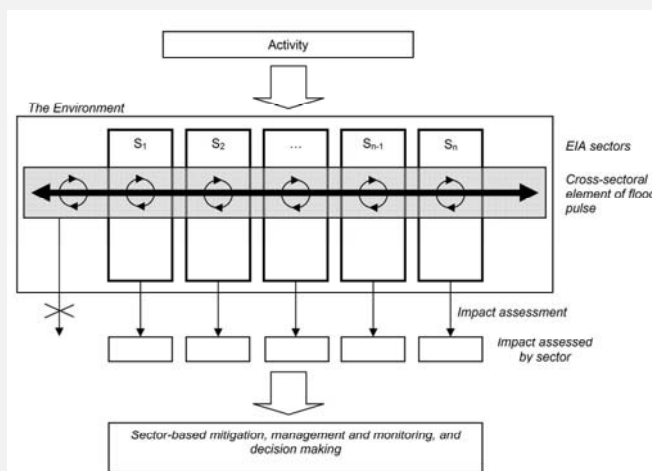 Activity
The Environment
S1 S2 ... Sn-1 Sn
EIA sectors
Cross-sectoral
element of flood
pulse
Impact assessment
Impact assessed
by sector
Sector-based mitigation, management and monitoring, and
decision making